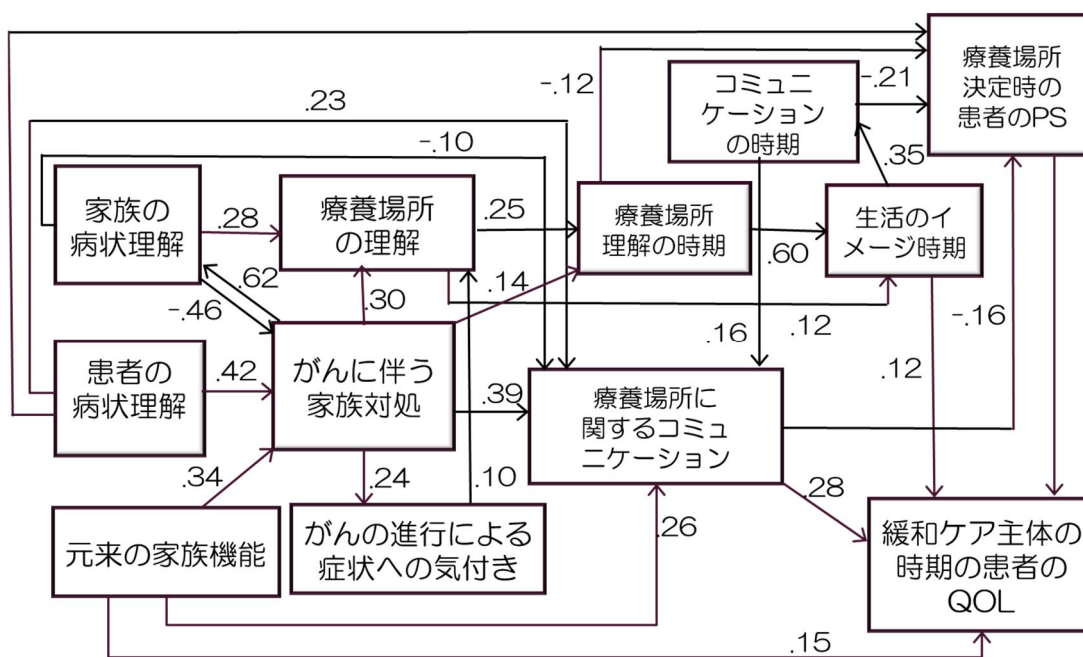 療養場所
決定時の
患者のPS
コミュニ
ケーション
の時期
-.21
-.12
.23
-.10
.35
家族の
病状理解
.28
療養場所
の理解
.25
療養場所
理解の時期
.60
生活のイ
メージ時期
.62
-.46
.30
.14
.16
.12
-.16
.12
患者の
病状理解
.42
がんに伴う
家族対処
.39
療養場所に
関するコミュ
ニケーション
.34
.24
.10
.28
元来の家族機能
がんの進行による
症状への気付き
.26
緩和ケア主体の
時期の患者の
QOL
.15